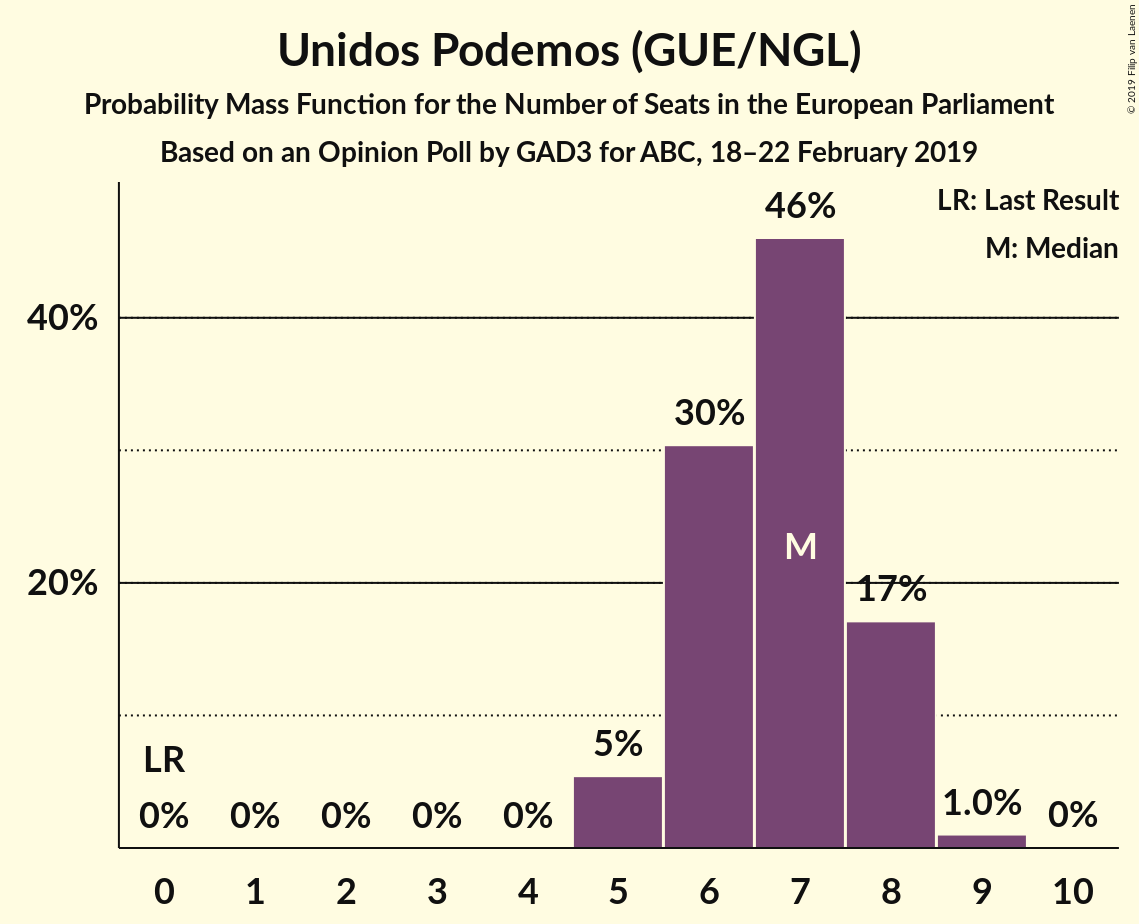 Unidos Podemos (GUE/NGL)
Probability Mass Function for the Number of Seats in the European Parliament
Based on an Opinion Poll by GAD3 for ABC, 18–22 February 2019
© 2019 Filip van Laenen
LR: Last Result
M: Median
46%
40%
30%
M
20%
17%
5%
LR
0%
0%
0%
0%
0%
1.0%
0%
0 1 2 3 4 5 6 7 8 9 10